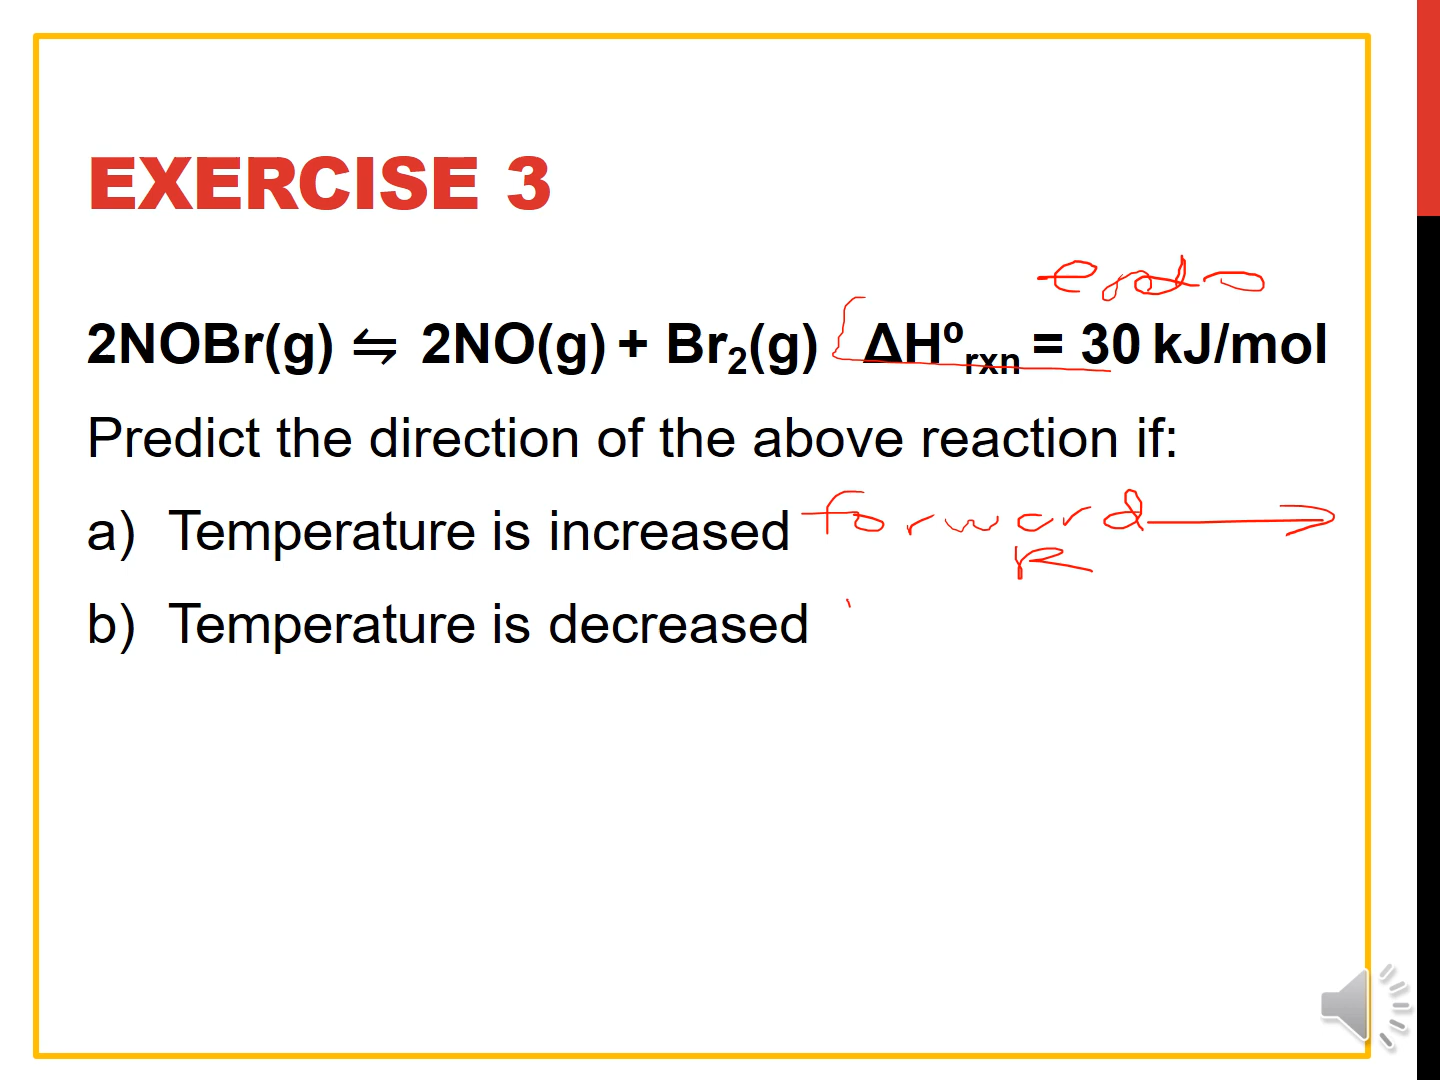 EXERCISE 3
endo
2NOBr(g) ⇋ 2NO(g) + Br₂(g) ΔHº rxn = 30 kJ/mol
Predict the direction of the above reaction if:
a) Temperature is increased forward
R
b) Temperature is decreased